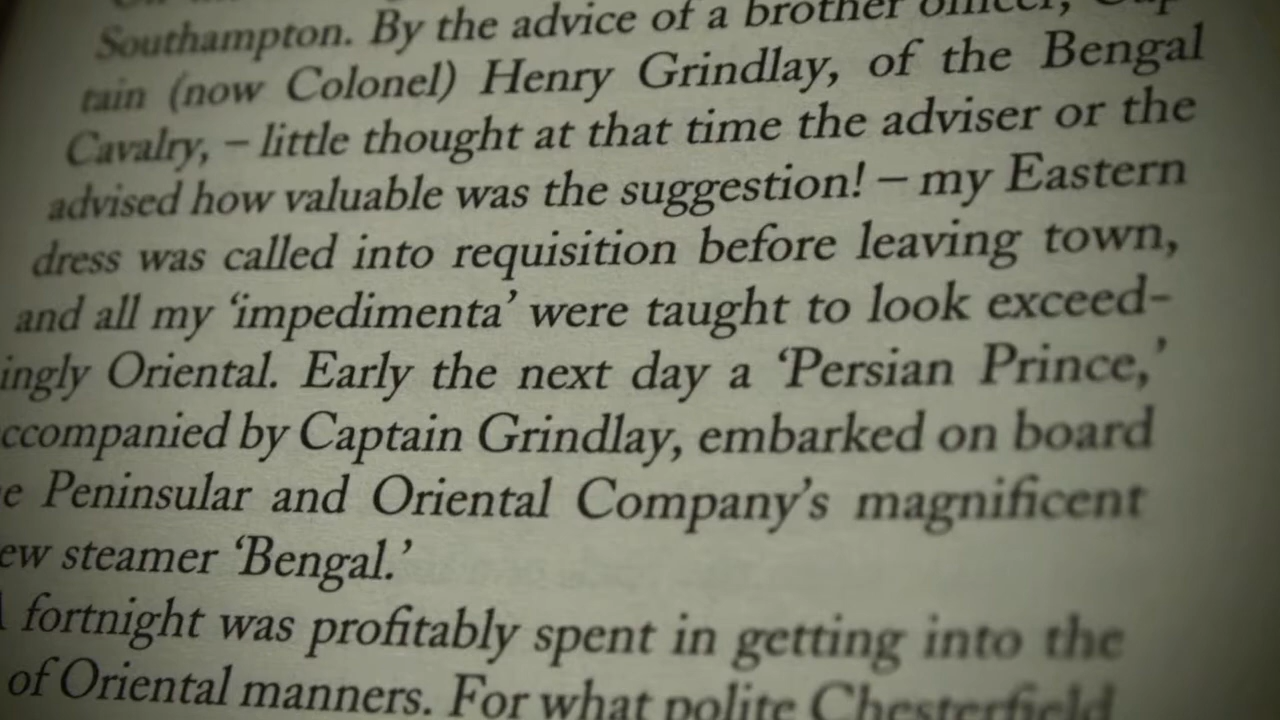 Southampton. By the advice of a brother officer, Cap-
tain (now Colonel) Henry Grindlay, of the Bengal
Cavalry, – little thought at that time the adviser or the
advised how valuable was the suggestion! – my Eastern
dress was called into requisition before leaving town,
and all my ‘impedimenta’ were taught to look exceed-
ingly Oriental. Early the next day a ‘Persian Prince,’
ccompanied by Captain Grindlay, embarked on board
e Peninsular and Oriental Company’s magnificent
ew steamer ‘Bengal.’
A fortnight was profitably spent in getting into the
of Oriental manners. For what polite Chesterfield